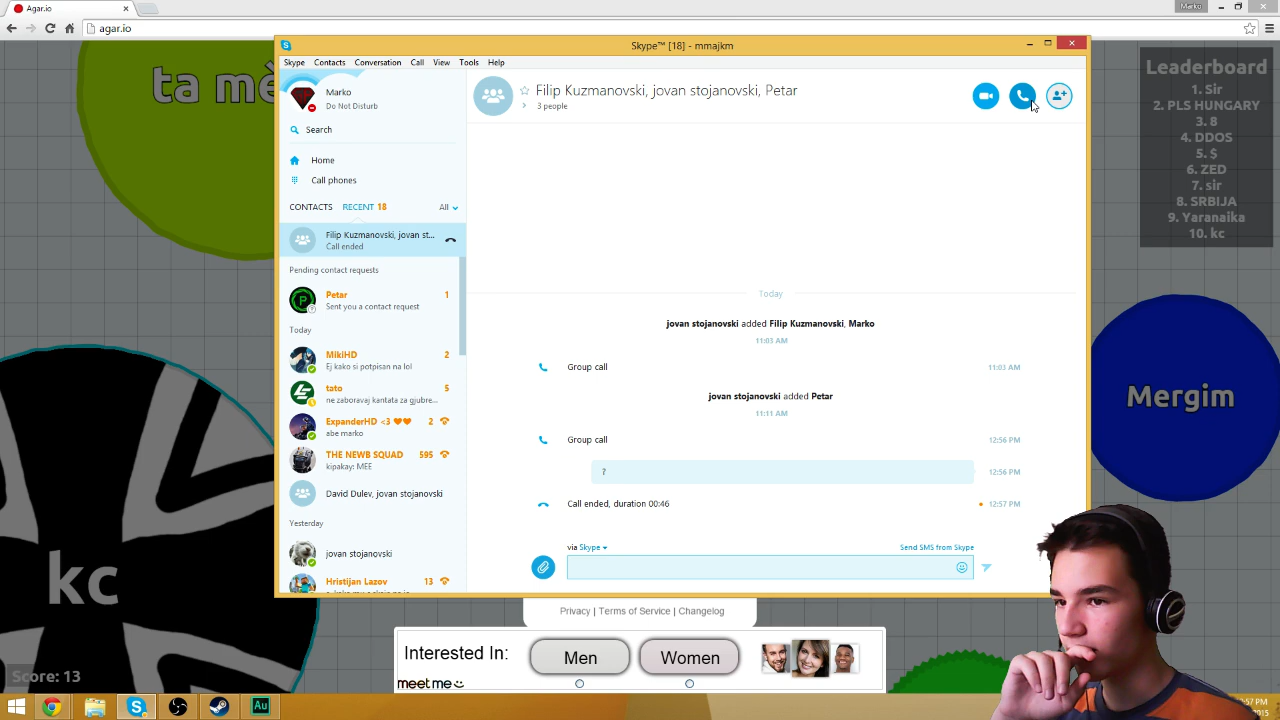 Agar.io
Marko
agar.io
ta mè
Skype™ [18] - mmajkm
Skype Contacts Conversation Call View Tools Help
Marko
Do Not Disturb
Search
Home
Call phones
CONTACTS RECENT 18 All
Filip Kuzmanovski, jovan st...
Call ended
Pending contact requests
Petar 1
Sent you a contact request
Today
MikiHD 2
Ej kako si potpisan na lol
tato 5
ne zaboravaj kantata za gjubre...
ExpanderHD <3 ❤❤ 2
abe marko
THE NEWB SQUAD 595
kipakay: MEE
David Dulev, jovan stojanovski
Yesterday
jovan stojanovski
Hristijan Lazov 13
Filip Kuzmanovski, jovan stojanovski, Petar
3 people
Today
jovan stojanovski added Filip Kuzmanovski, Marko
11:03 AM
Group call 11:03 AM
jovan stojanovski added Petar
11:11 AM
Group call 12:56 PM
? 12:56 PM
Call ended, duration 00:46 12:57 PM
via Skype Send SMS from Skype
Leaderboard
1. Sir
2. PLS HUNGARY
3. 8
4. DDOS
5. $
6. ZED
7. sir
8. SRBIJA
9. Yaranaika
10. kc
Mergim
kc
Score: 13
Privacy | Terms of Service | Changelog
Interested In: Men Women
meetme
Au
:57 PM
2015